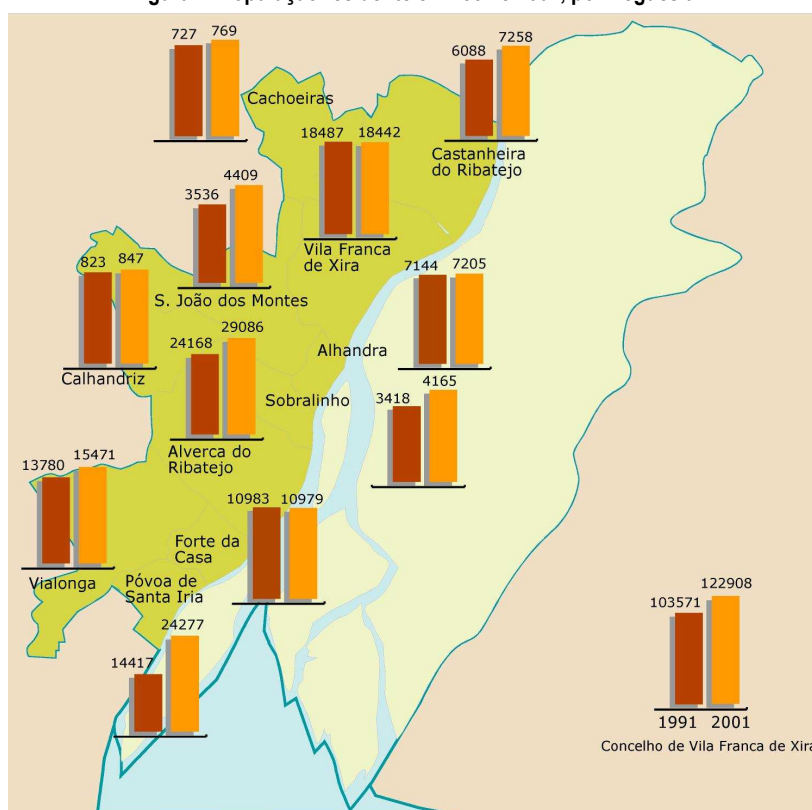 727 769
Cachoeiras
6088 7258
Castanheira
do Ribatejo
18487 18442
Vila Franca
de Xira
3536 4409
S. João dos Montes
823 847
Calhandriz
7144 7205
Alhandra
24168 29086
Alverca do
Ribatejo
Sobralinho
3418 4165
13780 15471
Vialonga
10983 10979
Forte da
Casa
Póvoa de
Santa Iria
14417 24277
103571 122908
1991 2001
Concelho de Vila Franca de Xira